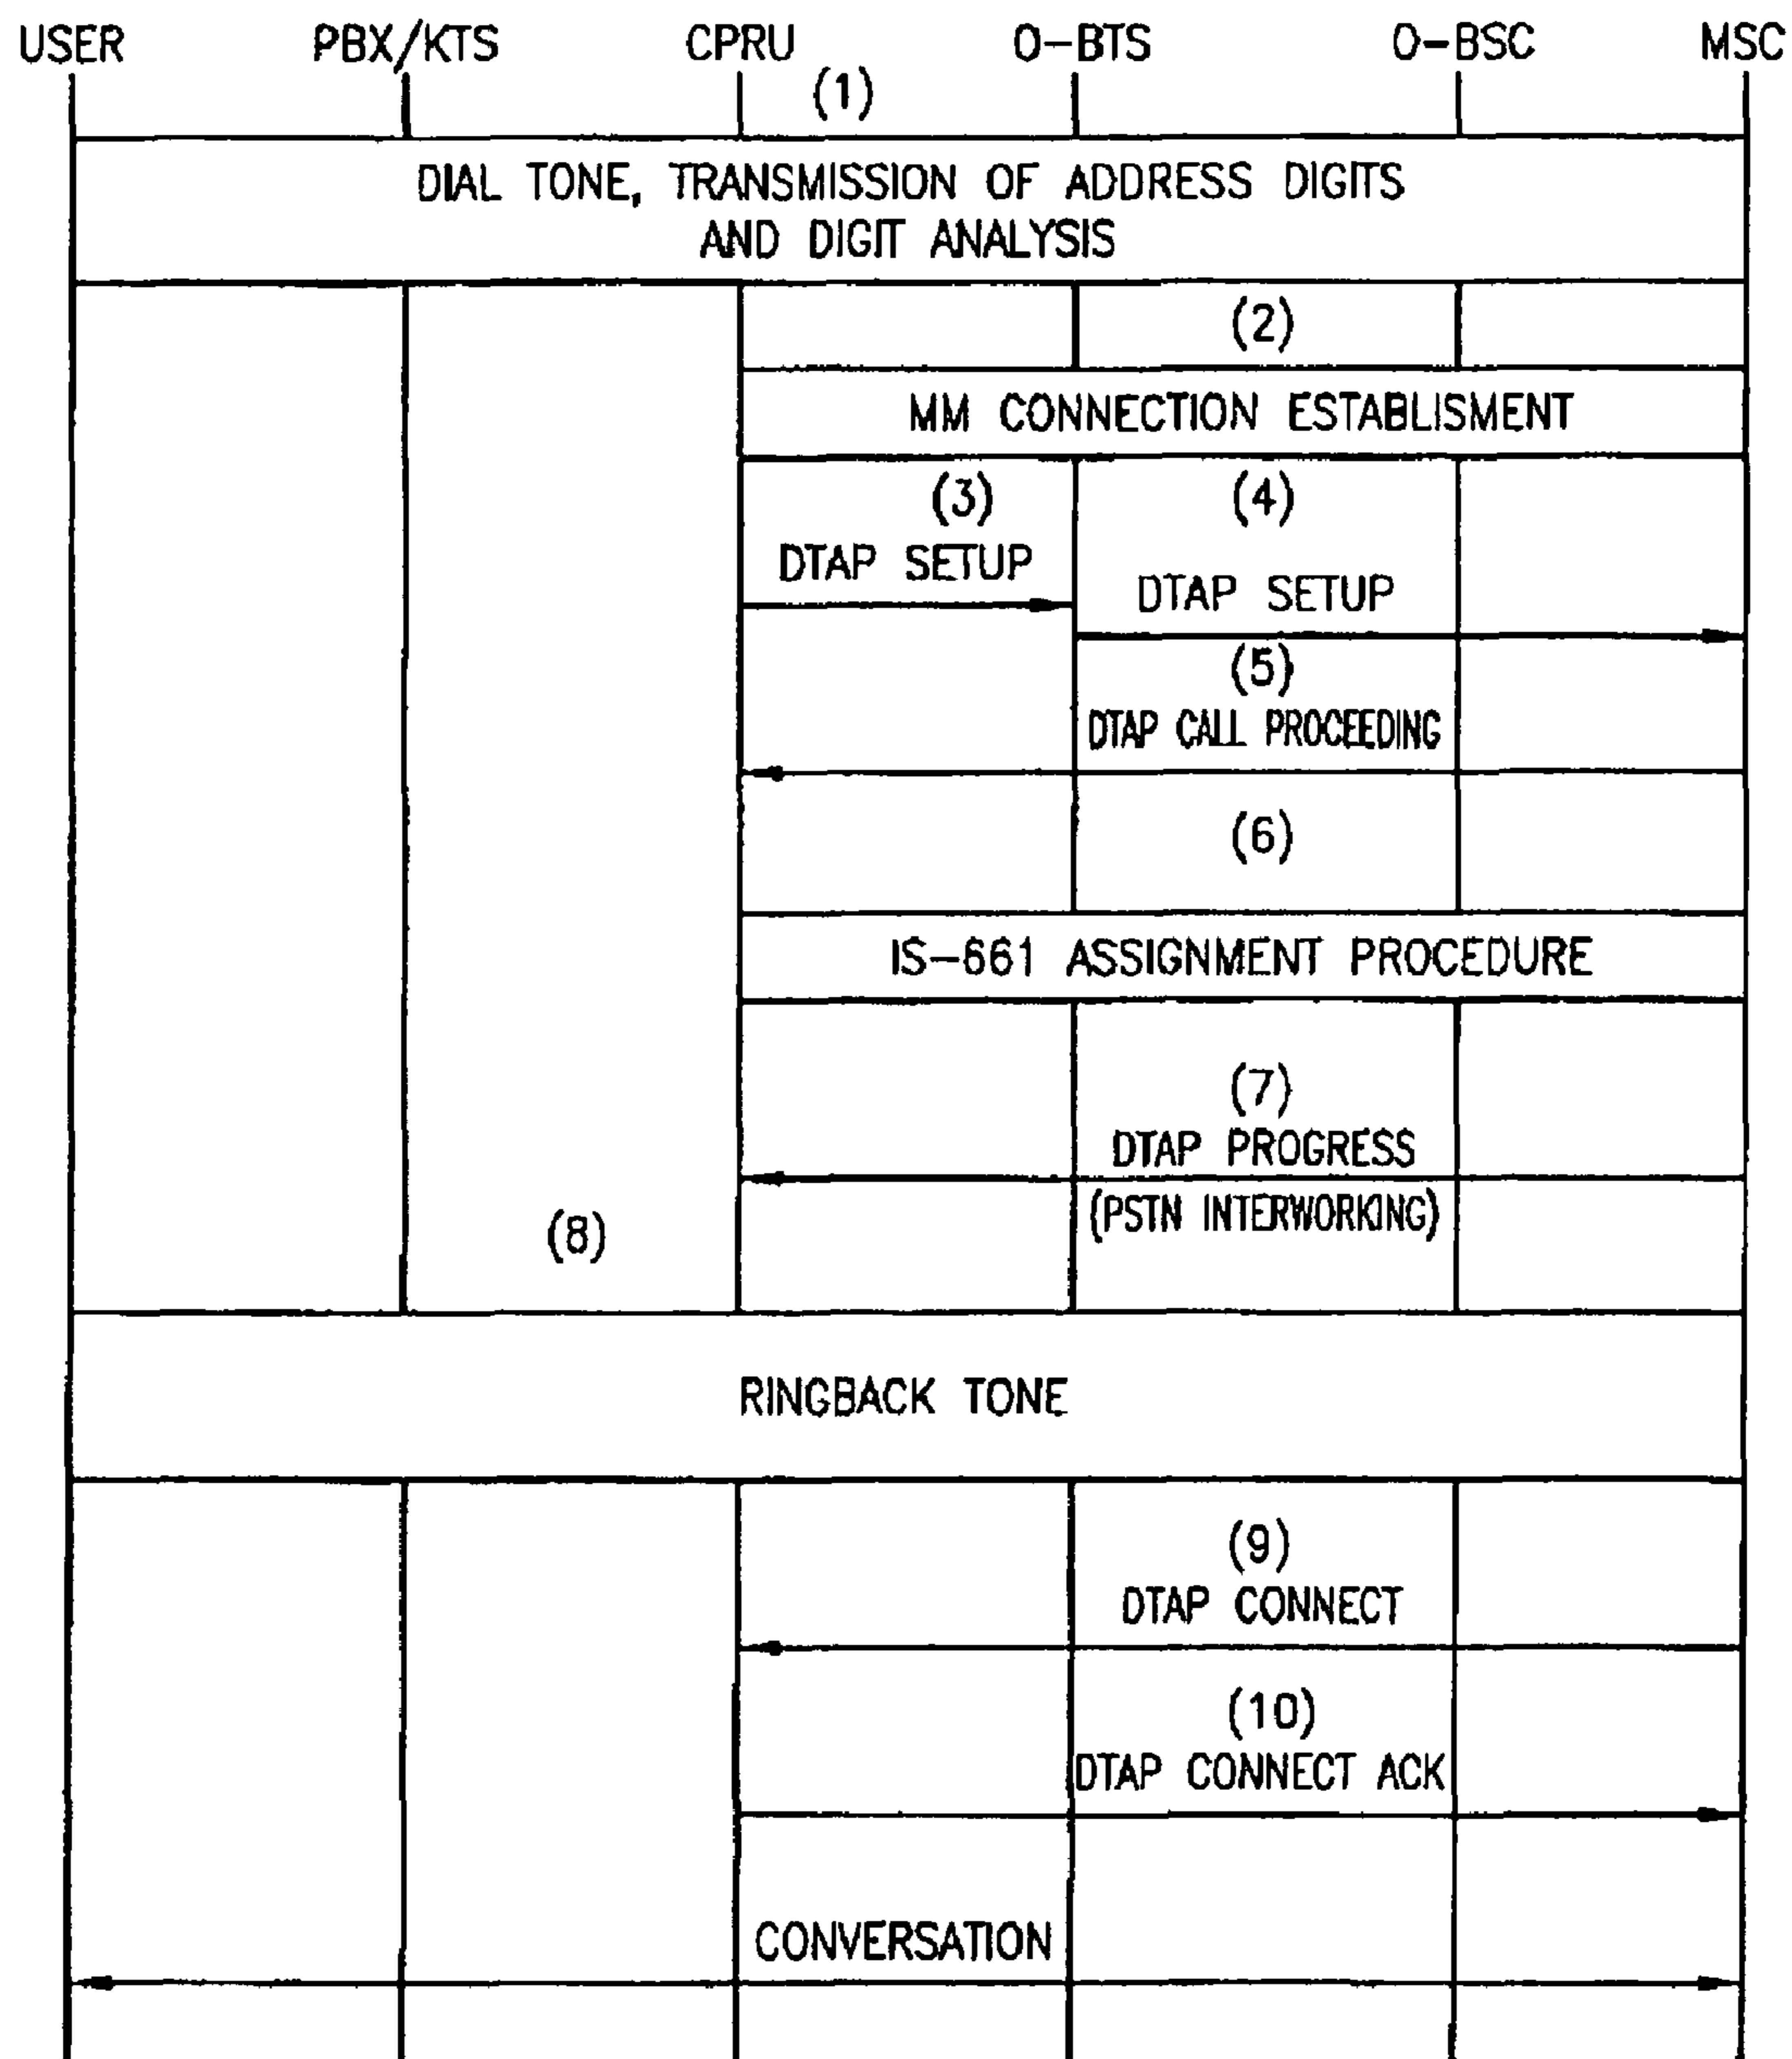 USER PBX/KTS CPRU O-BTS O-BSC MSC
(1)
DIAL TONE, TRANSMISSION OF ADDRESS DIGITS
AND DIGIT ANALYSIS
(2)
MM CONNECTION ESTABLISMENT
(3) (4)
DTAP SETUP
DTAP SETUP
(5)
DTAP CALL PROCEEDING
(6)
IS-661 ASSIGNMENT PROCEDURE
(7)
DTAP PROGRESS
(PSTN INTERWORKING)
(8)
RINGBACK TONE
(9)
DTAP CONNECT
(10)
DTAP CONNECT ACK
CONVERSATION